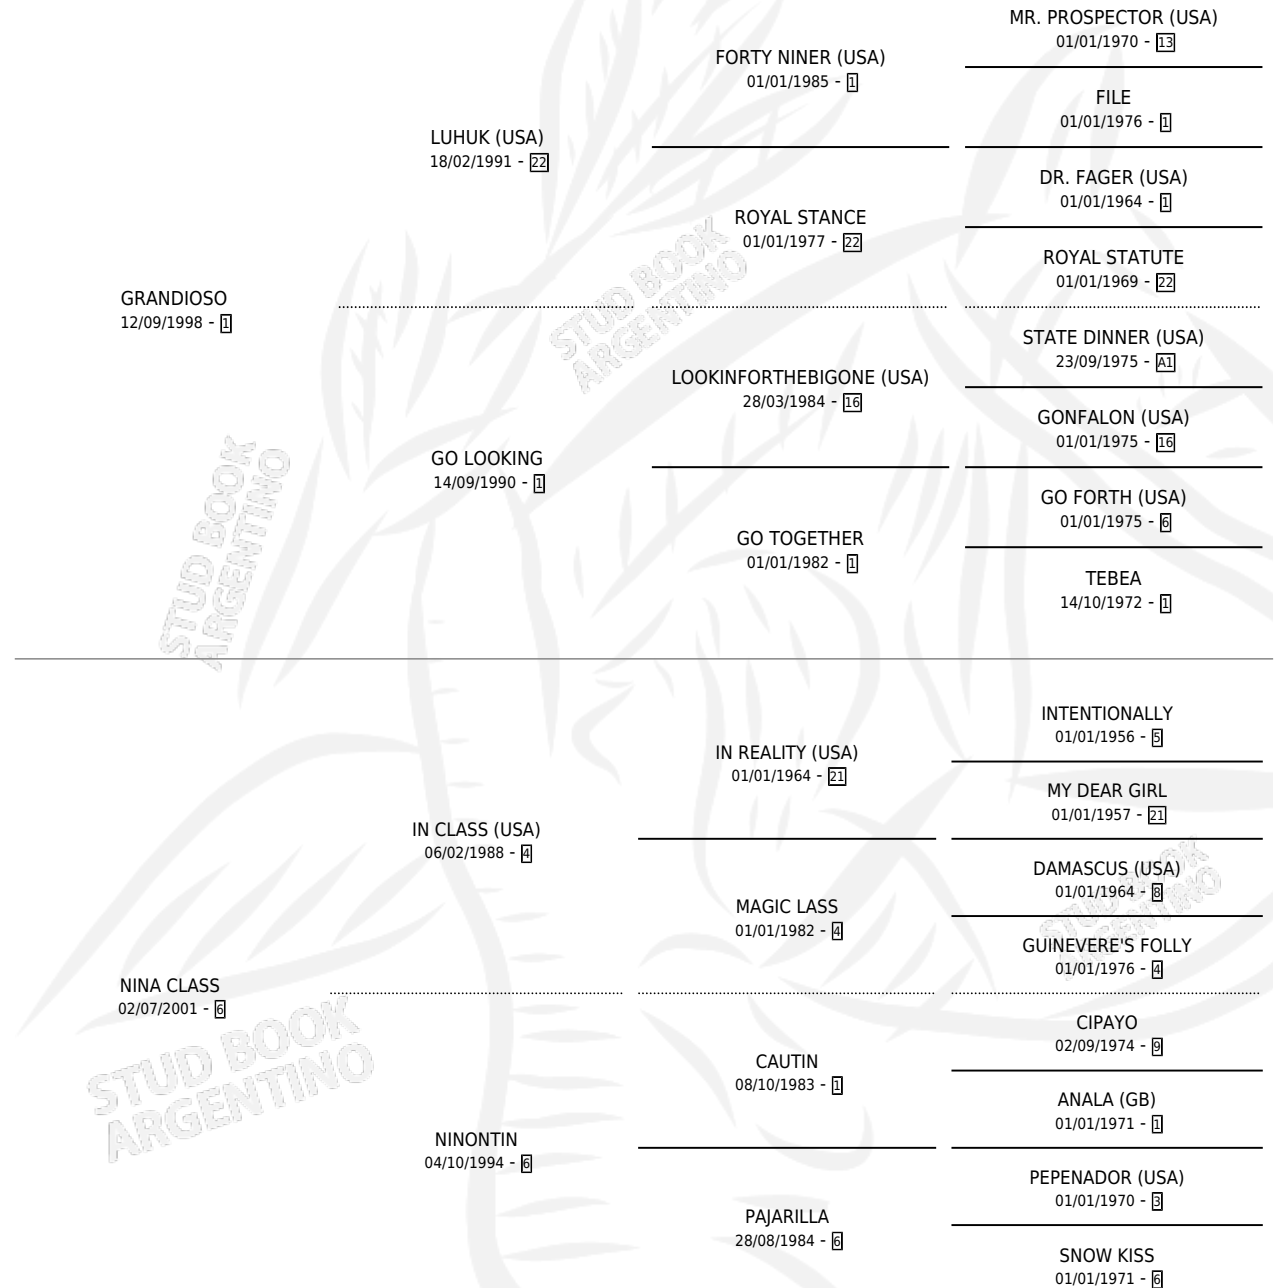 MR. PROSPECTOR (USA)
01/01/1970 - 13
FORTY NINER (USA)
01/01/1985 - 1
FILE
01/01/1976 - 1
LUHUK (USA)
18/02/1991 - 22
DR. FAGER (USA)
01/01/1964 - 1
ROYAL STANCE
01/01/1977 - 22
ROYAL STATUTE
01/01/1969 - 22
GRANDIOSO
12/09/1998 - 1
STUD BOOK
ARGENTINO
STATE DINNER (USA)
23/09/1975 - A1
LOOKINFORTHEBIGONE (USA)
28/03/1984 - 16
GONFALON (USA)
01/01/1975 - 16
GO LOOKING
14/09/1990 - 1
GO FORTH (USA)
01/01/1975 - 6
GO TOGETHER
01/01/1982 - 1
TEBEA
14/10/1972 - 1
STUD BOOK
ARGENTINO
INTENTIONALLY
01/01/1956 - 5
IN REALITY (USA)
01/01/1964 - 21
MY DEAR GIRL
01/01/1957 - 21
IN CLASS (USA)
06/02/1988 - 4
DAMASCUS (USA)
01/01/1964 - 8
MAGIC LASS
01/01/1982 - 4
GUINEVERE'S FOLLY
01/01/1976 - 4
STUD BOOK
ARGENTINO
NINA CLASS
02/07/2001 - 6
CIPAYO
02/09/1974 - 9
CAUTIN
08/10/1983 - 1
ANALA (GB)
01/01/1971 - 1
STUD BOOK
ARGENTINO
NINONTIN
04/10/1994 - 6
PEPENADOR (USA)
01/01/1970 - 3
PAJARILLA
28/08/1984 - 6
SNOW KISS
01/01/1971 - 6